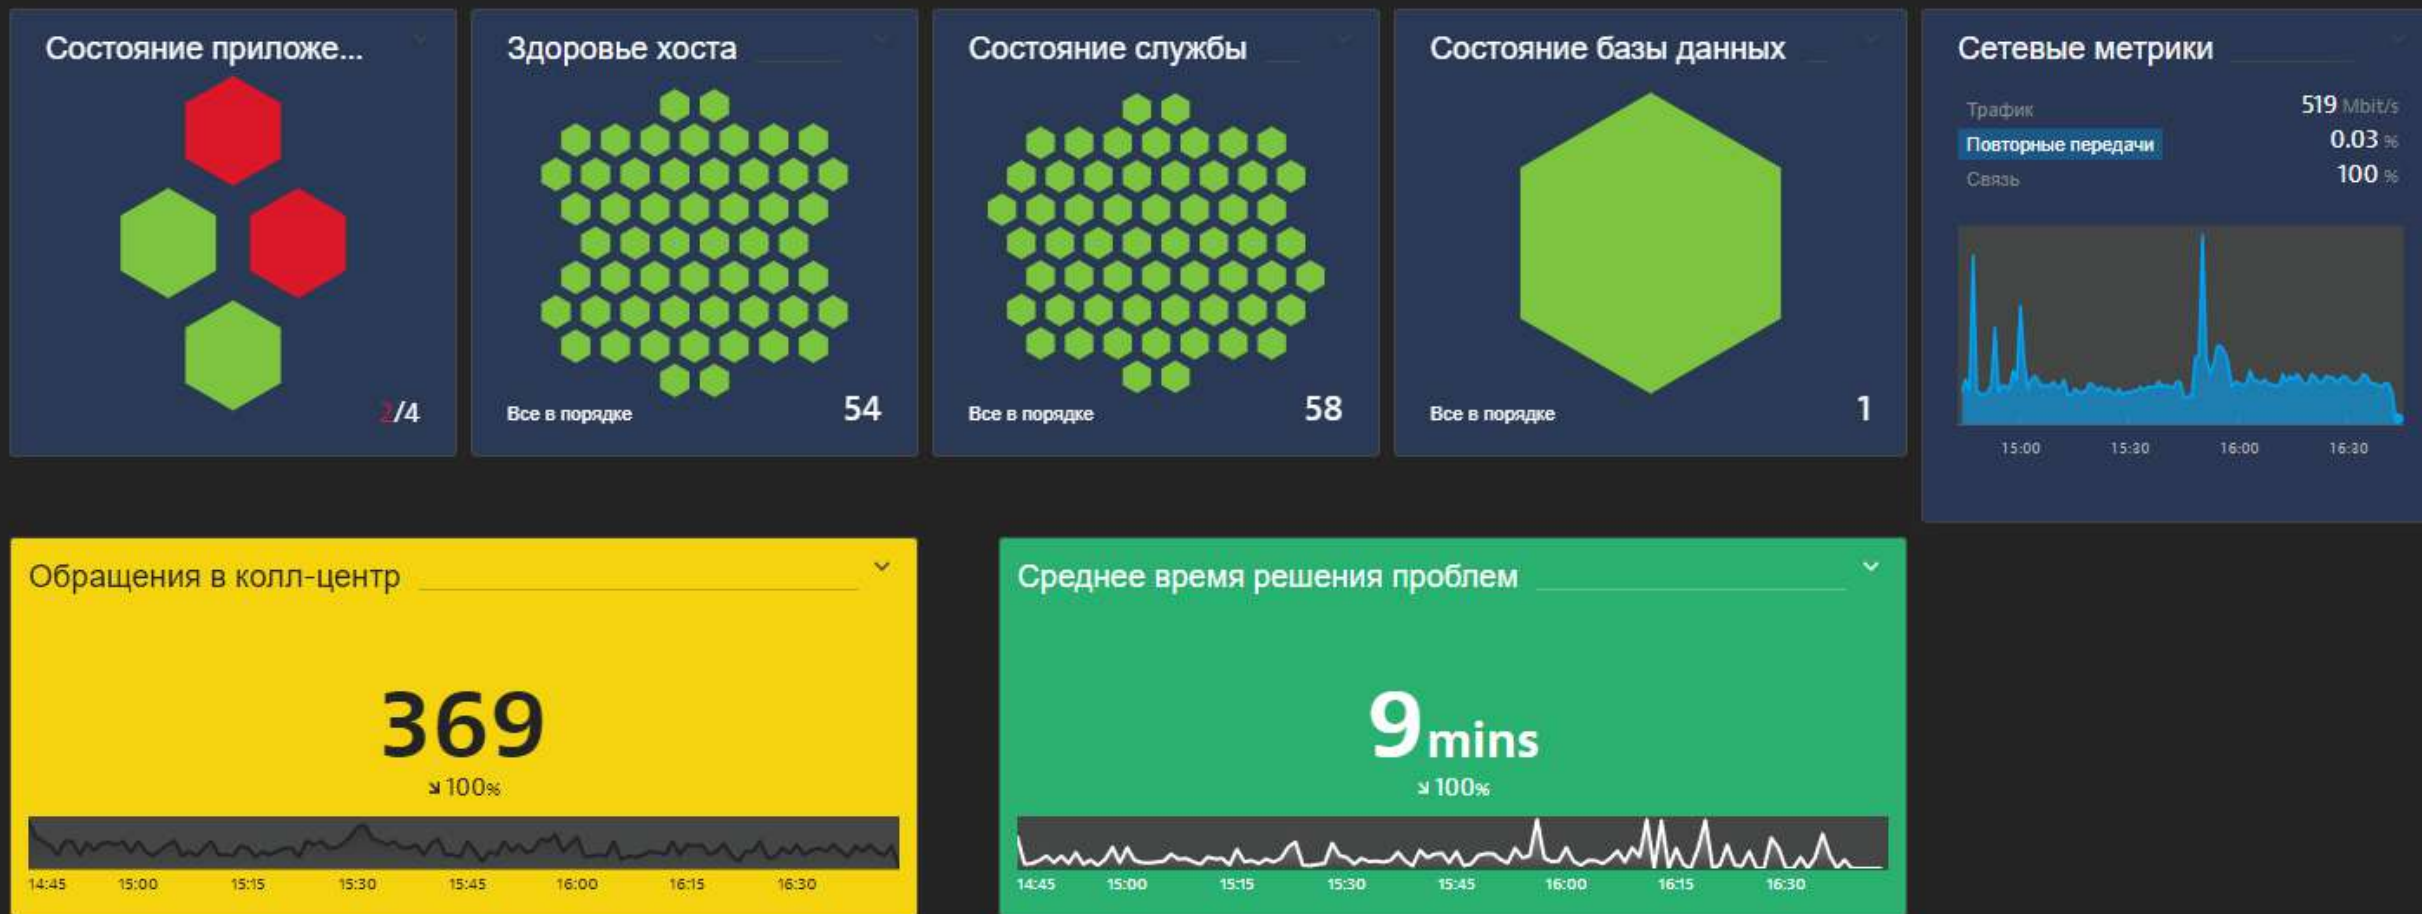 Состояние приложе...
2/4
Здоровье хоста
Все в порядке
54
Состояние службы
Все в порядке
58
Состояние базы данных
Все в порядке
1
Сетевые метрики
Трафик 519 Mbit/s
Повторные передачи 0.03 %
Связь 100 %
15:00 15:30 16:00 16:30
Обращения в колл-центр
369
100%
14:45 15:00 15:15 15:30 15:45 16:00 16:15 16:30
Среднее время решения проблем
9 mins
100%
14:45 15:00 15:15 15:30 15:45 16:00 16:15 16:30